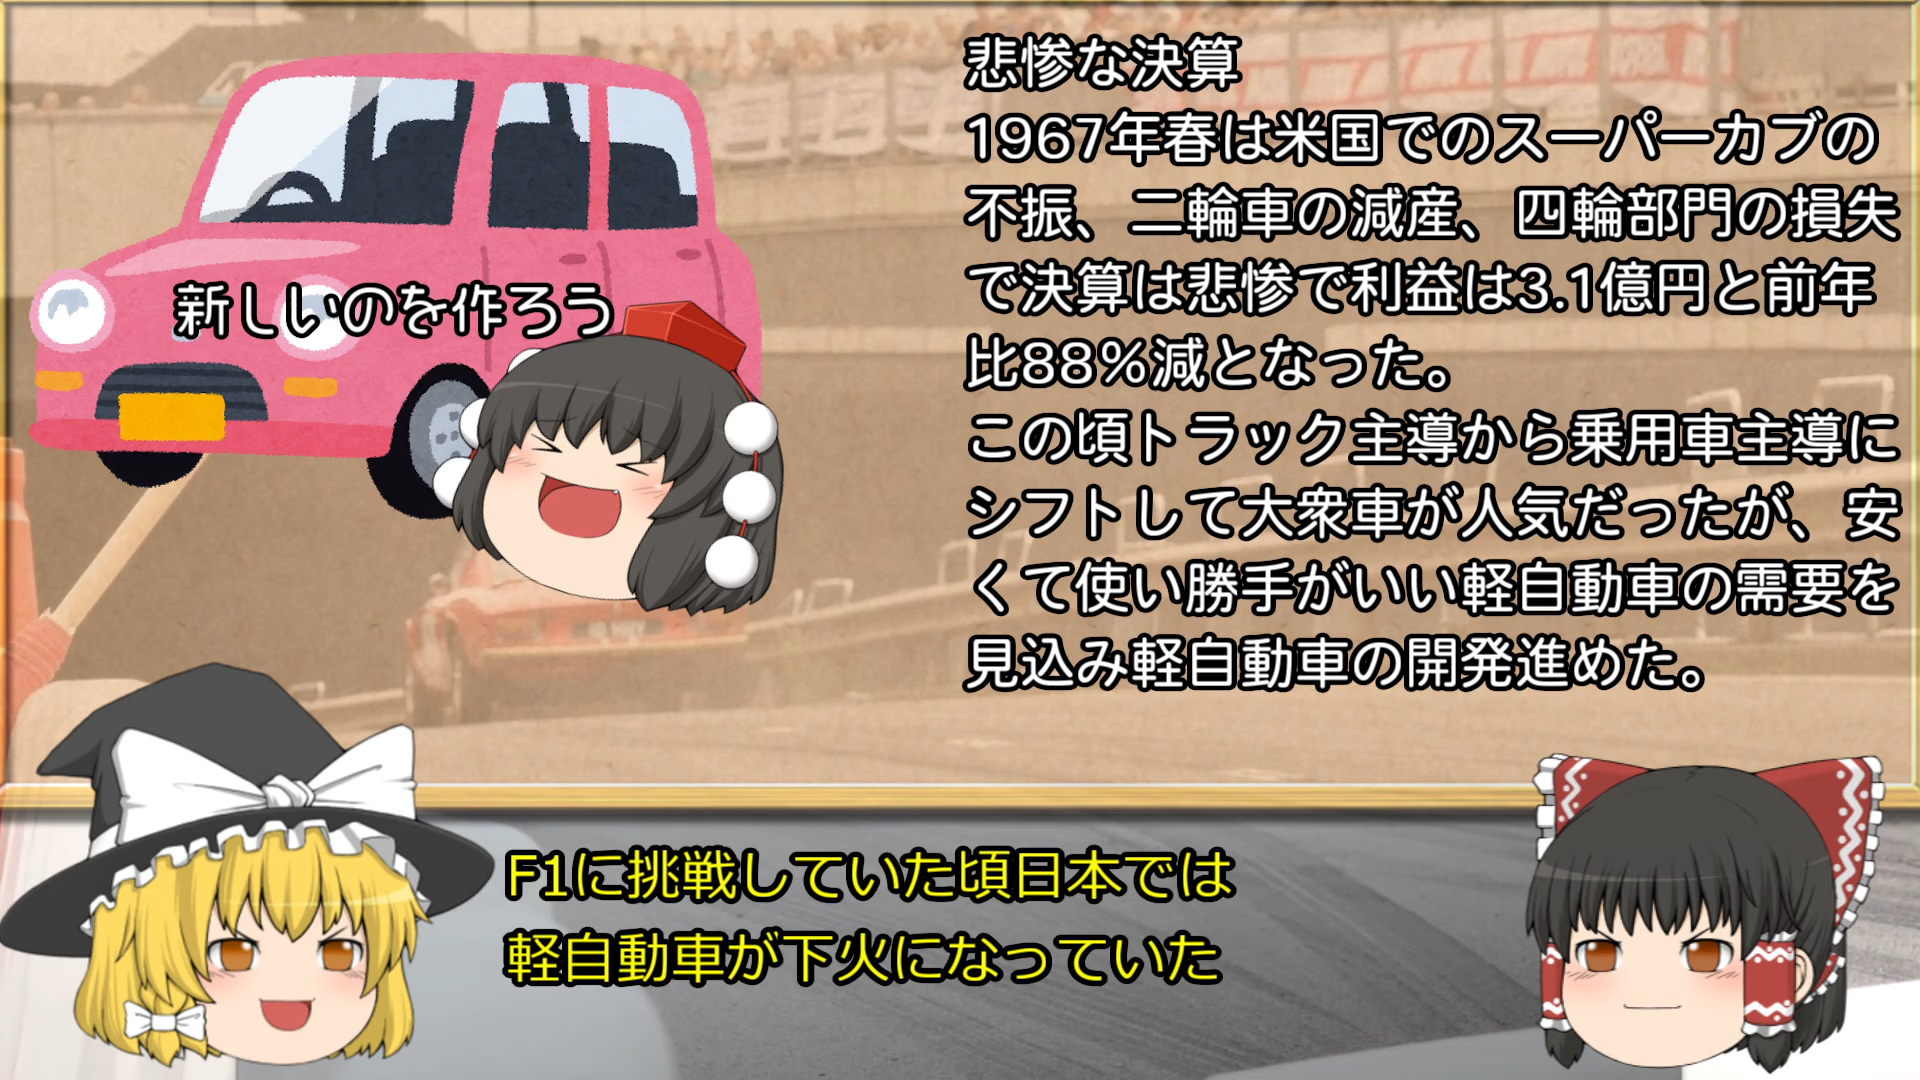 悲惨な決算
1967年春は米国でのスーパーカブの
不振、二輪車の減産、四輪部門の損失
で決算は悲惨で利益は3.1億円と前年
比88%減となった。
この頃トラック主導から乗用車主導に
シフトして大衆車が人気だったが、安
くて使い勝手がいい軽自動車の需要を
見込み軽自動車の開発進めた。
新しいのを作ろう
F1に挑戦していた頃日本では
軽自動車が下火になっていた